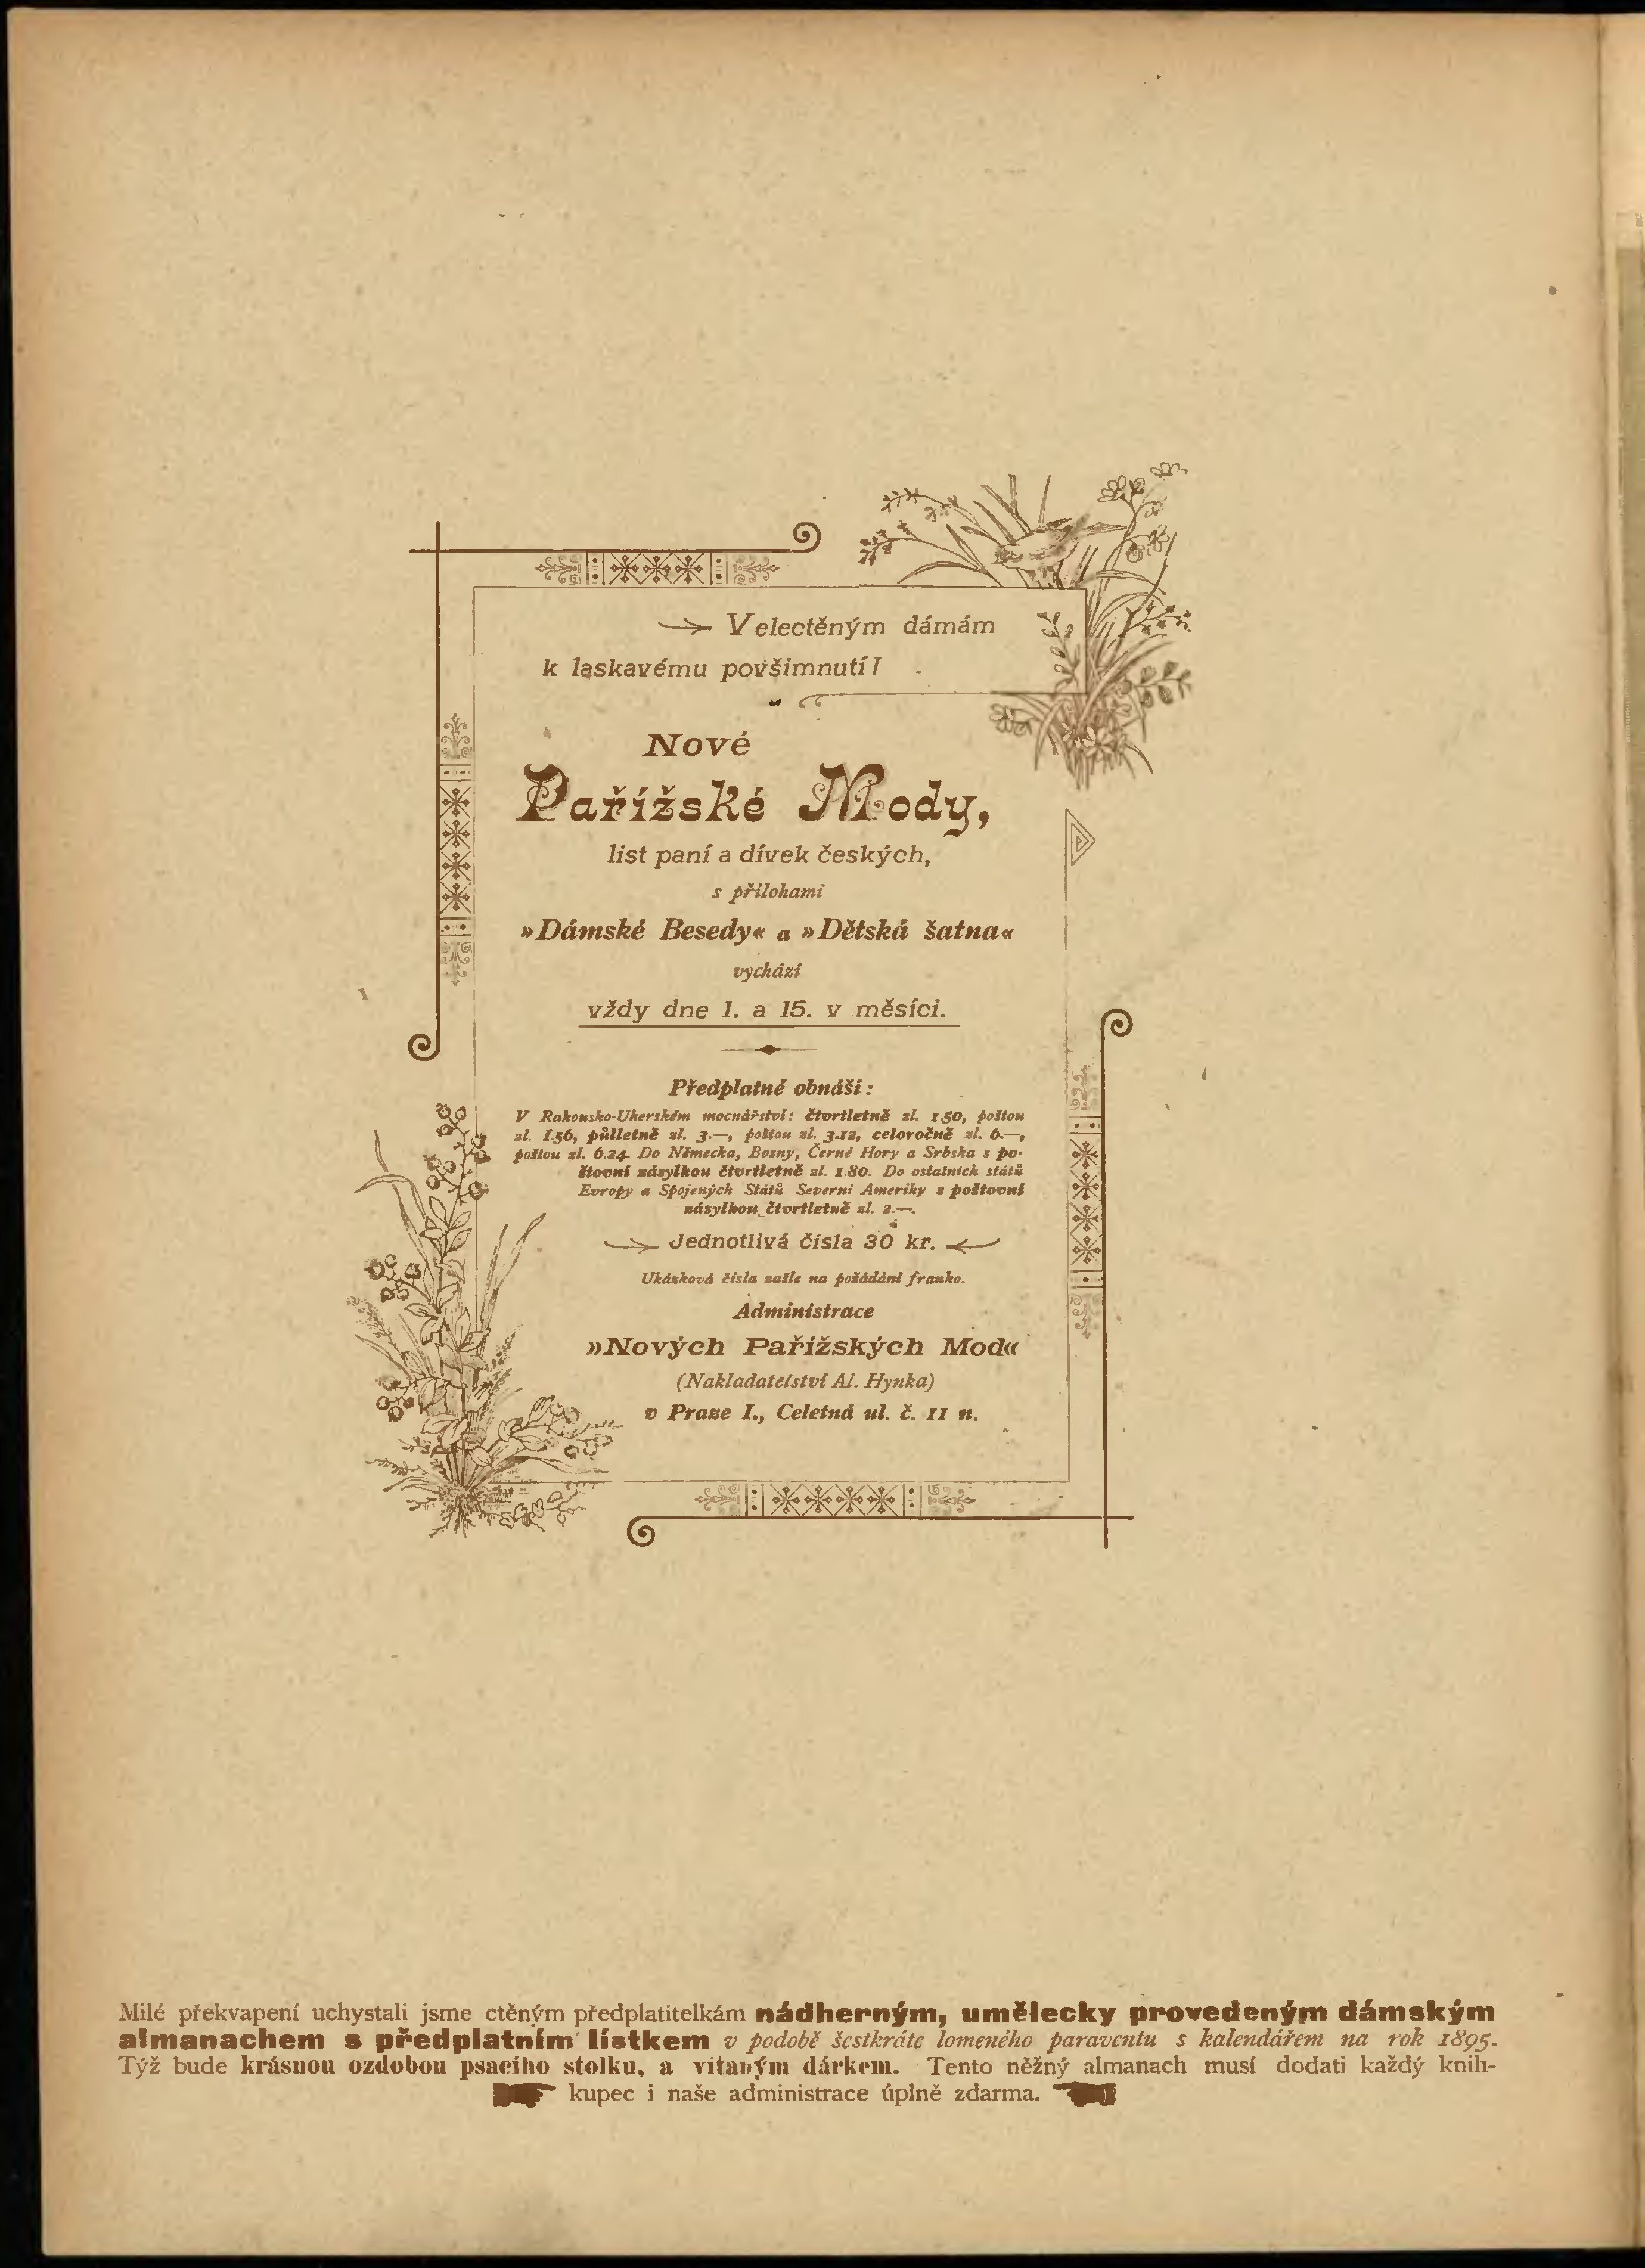 Velectěným dámám
k laskavému povšimnutí!
Nové
Pařížské Mody,
list paní a dívek českých,
s přílohami
»Dámské Besedy« a »Dětská šatna«
vychází
vždy dne 1. a 15. v měsíci.
Předplatné obnáší:
V Rakousko-Uherském mocnářství: čtvrtletně zl. 1.50, poštou
zl. 1.56, půlletně zl. 3.—, poštou zl. 3.12, celoročně zl. 6.—,
poštou zl. 6.24. Do Německa, Bosny, Černé Hory a Srbska s po-
štovní zásylkou čtvrtletně zl. 1.80. Do ostatních států
Evropy a Spojených Států Severní Ameriky s poštovní
zásylkou čtvrtletně zl. 2.—.
Jednotlivá čísla 30 kr.
Ukázková čísla zašle na požádání franko.
Administrace
»Nových Pařížských Mod«
(Nakladatelství Al. Hynka)
v Praze I., Celetná ul. č. 11 n.
Milé překvapení uchystali jsme ctěným předplatitelkám nádherným, umělecky provedeným dámským
almanachem s předplatním lístkem v podobě šestkráte lomeného paraventu s kalendářem na rok 1895.
Týž bude krásnou ozdobou psacího stolku, a vítaným dárkem. Tento něžný almanach musí dodati každý knih-
kupec i naše administrace úplně zdarma.